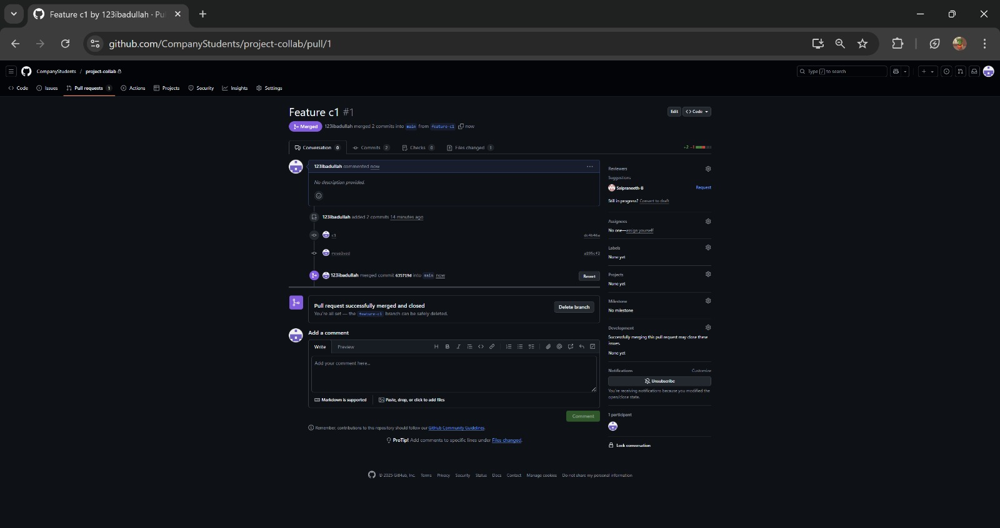 Feature c1 by 123ibadullah · Pu
github.com/CompanyStudents/project-collab/pull/1
CompanyStudents / project-collab
Type / to search
Code
Issues
Pull requests 1
Actions
Projects
Security
Insights
Settings
Feature c1 #1
Edit
<> Code
Merged
123ibadullah merged 2 commits into main from feature-c1 now
Conversation 0
Commits 2
Checks 0
Files changed 1
+2 −1
123ibadullah commented now
No description provided.
123ibadullah added 2 commits 14 minutes ago
c1
dc4b46a
resolved
a195cf2
123ibadullah merged commit 635719d into main now
Revert
Pull request successfully merged and closed
You're all set — the feature-c1 branch can be safely deleted.
Delete branch
Add a comment
Write
Preview
Add your comment here...
Markdown is supported
Paste, drop, or click to add files
Comment
Remember, contributions to this repository should follow our GitHub Community Guidelines.
ProTip! Add comments to specific lines under Files changed.
Reviewers
Suggestions
Saipraneeth-B
Request
Still in progress? Convert to draft
Assignees
No one—assign yourself
Labels
None yet
Projects
None yet
Milestone
No milestone
Development
Successfully merging this pull request may close these
issues.
None yet
Notifications
Customize
Unsubscribe
You're receiving notifications because you modified the
open/close state.
1 participant
Lock conversation
© 2025 GitHub, Inc.
Terms
Privacy
Security
Status
Docs
Contact
Manage cookies
Do not share my personal information